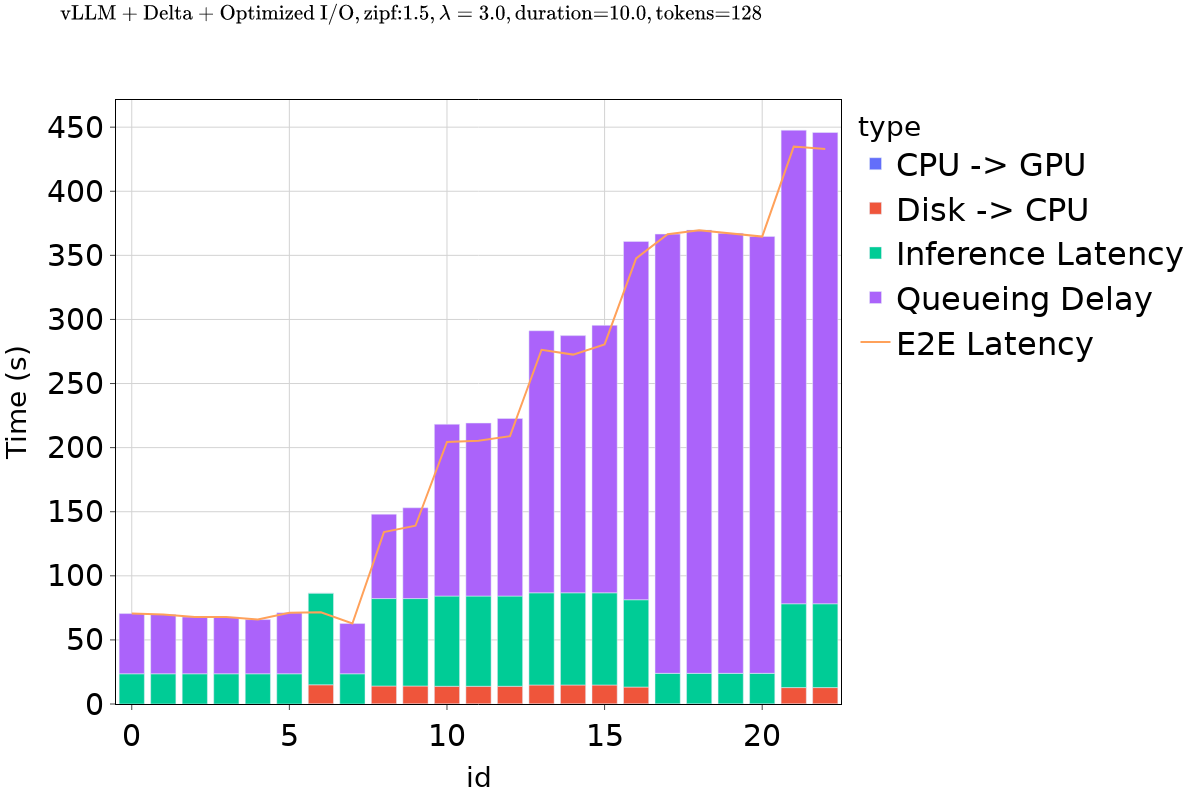 vLLM + Delta + Optimized I/O, zipf:1.5, λ = 3.0, duration=10.0, tokens=128
type
CPU -> GPU
Disk -> CPU
Inference Latency
Queueing Delay
E2E Latency
Time (s)
450
400
350
300
250
200
150
100
50
0
0 5 10 15 20
id